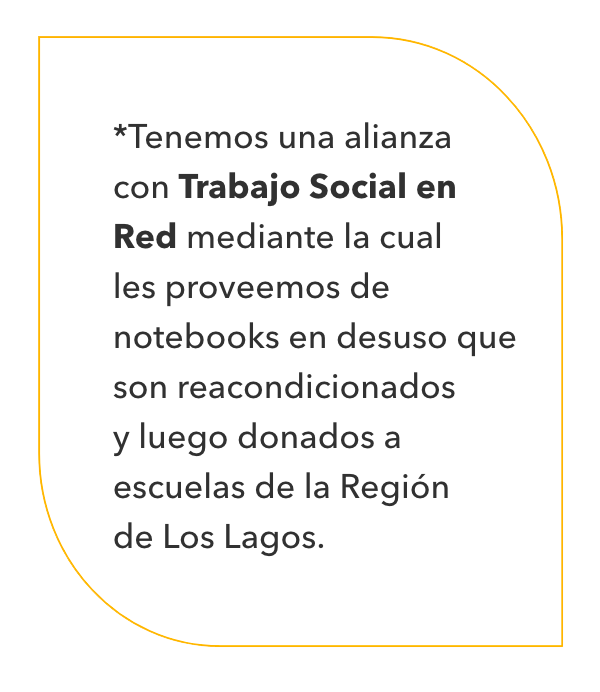 *Tenemos una alianza
con Trabajo Social en
Red mediante la cual
les proveemos de
notebooks en desuso que
son reacondicionados
y luego donados a
escuelas de la Región
de Los Lagos.